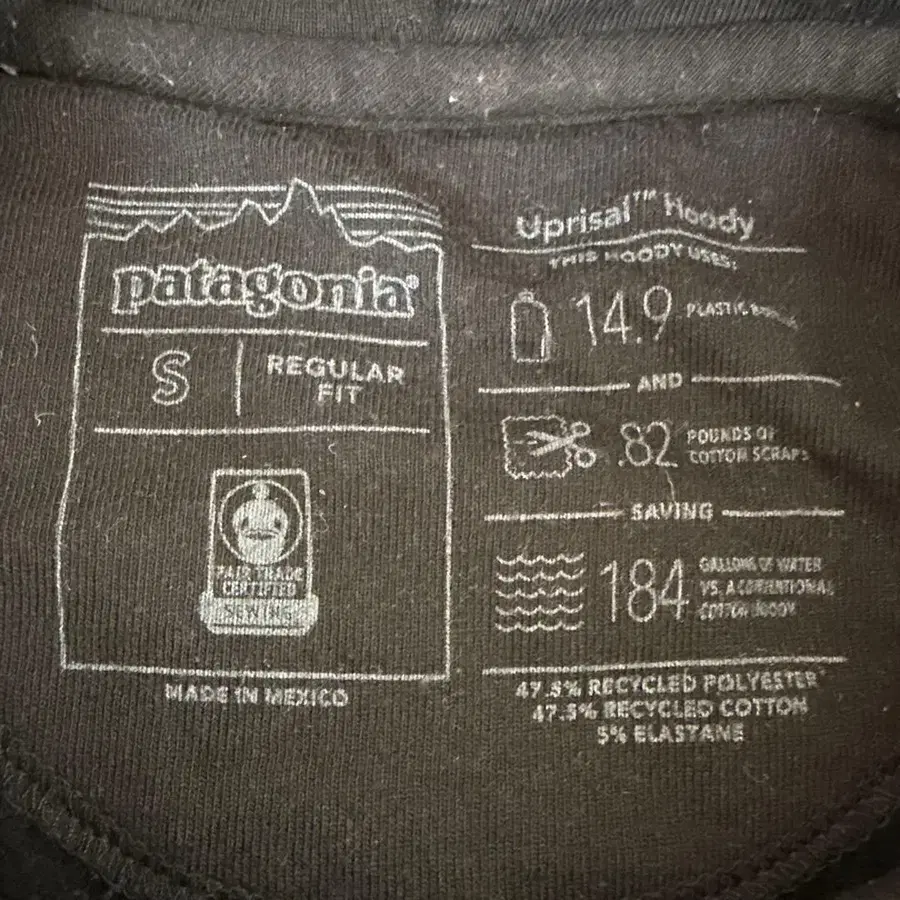 patagonia®
S
REGULAR
FIT
FAIR TRADE
CERTIFIED
SEWING
MADE IN MEXICO
Uprisal™ Hoody
THIS HOODY USES:
14.9 PLASTIC
AND
.82 POUNDS OF
COTTON SCRAPS
SAVING
184 GALLONS OF WATER
VS. A CONVENTIONAL
COTTON HOODY
47.5% RECYCLED POLYESTER
47.5% RECYCLED COTTON
5% ELASTANE